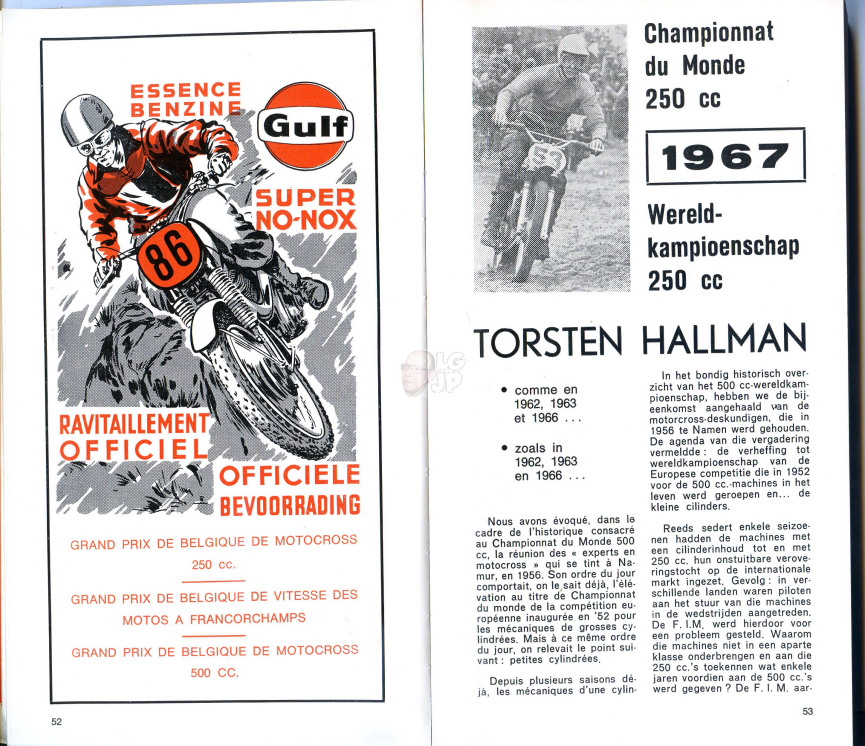 ESSENCE
BENZINE
Gulf
SUPER
NO-NOX
86
RAVITAILLEMENT
OFFICIEL
OFFICIELE
BEVOORRADING
GRAND PRIX DE BELGIQUE DE MOTOCROSS
250 cc.
GRAND PRIX DE BELGIQUE DE VITESSE DES
MOTOS A FRANCORCHAMPS
GRAND PRIX DE BELGIQUE DE MOTOCROSS
500 CC.
52
LG
JP
53
Championnat
du Monde
250 cc
1967
Wereld-
kampioenschap
250 cc
TORSTEN HALLMAN
• comme en
1962, 1963
et 1966 ...
• zoals in
1962, 1963
en 1966 ...
Nous avons évoqué, dans le
cadre de l'historique consacré
au Championnat du Monde 500
cc, la réunion des « experts en
motocross » qui se tint à Na-
mur, en 1956. Son ordre du jour
comportait, on le sait déjà, l'élé-
vation au titre de Championnat
du monde de la compétition eu-
ropéenne inaugurée en '52 pour
les mécaniques de grosses cy-
lindrées. Mais à ce même ordre
du jour, on relevait le point sui-
vant : petites cylindrées.
Depuis plusieurs saisons dé-
jà, les mécaniques d'une cylin-
In het bondig historisch over-
zicht van het 500 cc-wereldkam-
pioenschap, hebben we de bij-
eenkomst aangehaald van de
motorcross-deskundigen, die in
1956 te Namen werd gehouden.
De agenda van die vergadering
vermeldde : de verheffing tot
wereldkampioenschap van de
Europese competitie die in 1952
voor de 500 cc.-machines in het
leven werd geroepen en... de
kleine cilinders.
Reeds sedert enkele seizoe-
nen hadden de machines met
een cilinderinhoud tot en met
250 cc. hun onstuitbare verove-
ringstocht op de internationale
markt ingezet. Gevolg : in ver-
schillende landen waren piloten
aan het stuur van die machines
in de wedstrijden aangetreden.
De F. I.M. werd hierdoor voor
een probleem gesteld. Waarom
die machines niet in een aparte
klasse onderbrengen en aan die
250 cc.'s toekennen wat enkele
jaren voordien aan de 500 cc.'s
werd gegeven ? De F. I. M. aar-
53